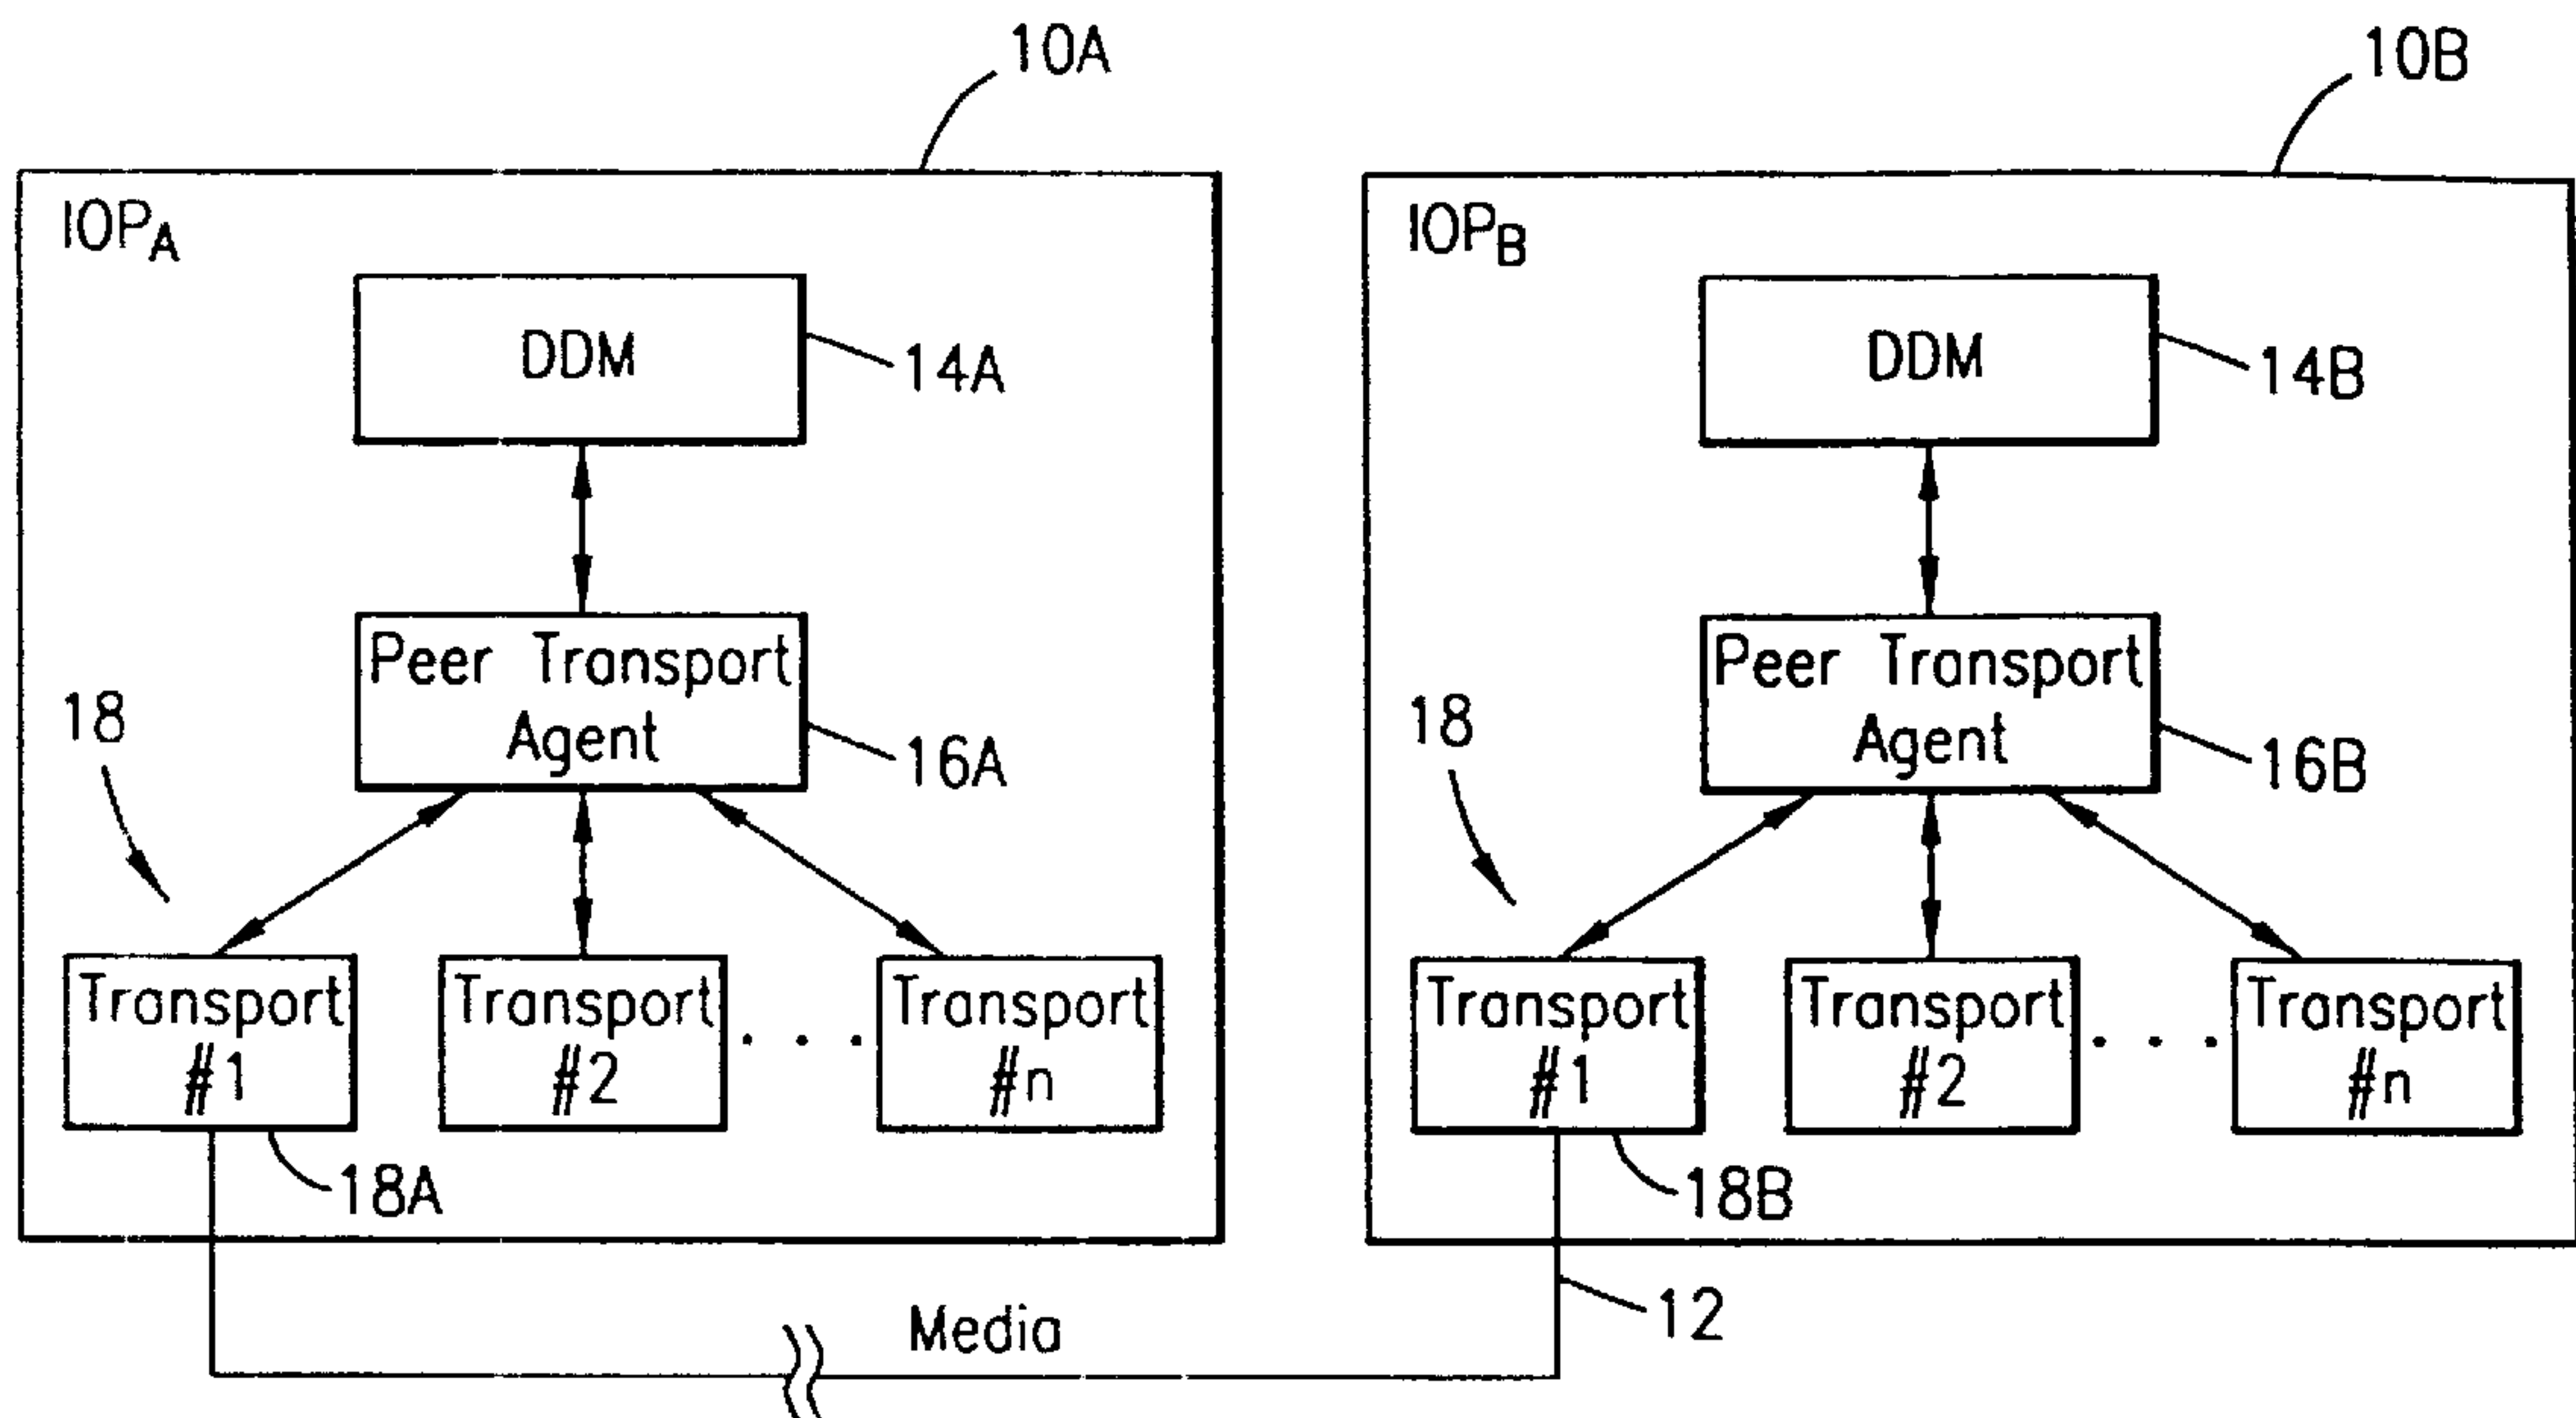 10A
10B
IOPA
IOPB
DDM
14A
DDM
14B
Peer Transport
Agent
16A
Peer Transport
Agent
16B
18
18
Transport
#1
Transport
#2
. . .
Transport
#n
Transport
#1
Transport
#2
. . .
Transport
#n
18A
18B
12
Media